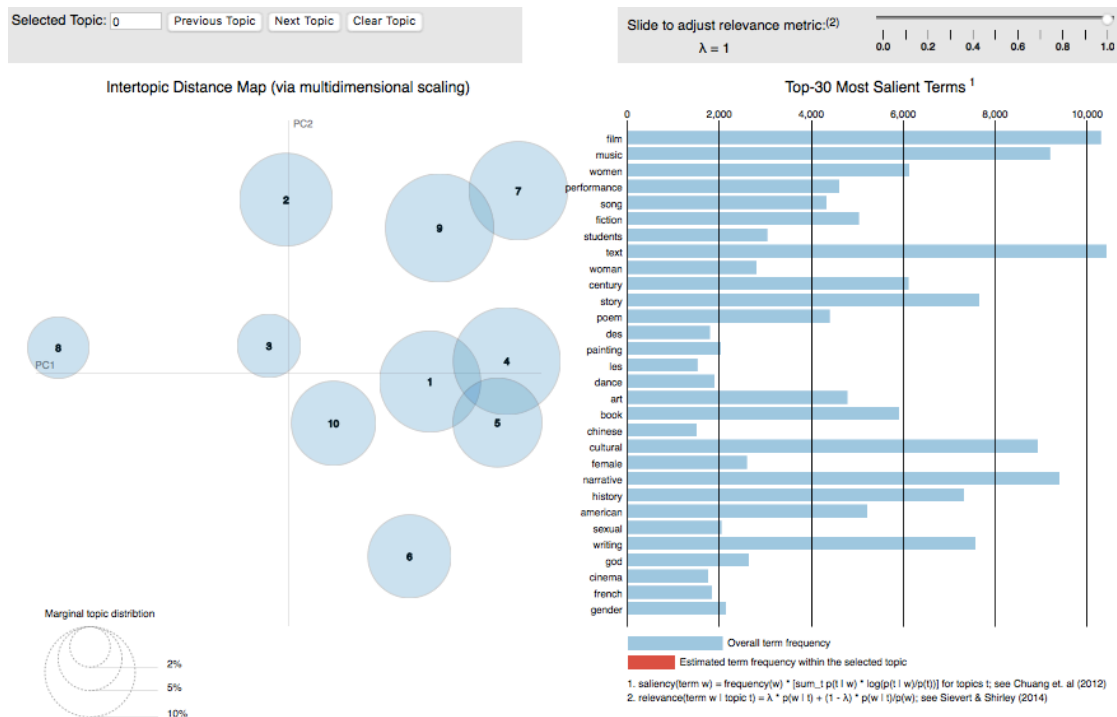 Selected Topic: 0 Previous Topic Next Topic Clear Topic
Slide to adjust relevance metric:(2)
λ = 1
0.0 0.2 0.4 0.6 0.8 1.0
Intertopic Distance Map (via multidimensional scaling)
PC2
PC1
2
7
9
8
3
1
4
10
5
6
Marginal topic distribtion
2%
5%
10%
Top-30 Most Salient Terms 1
0 2,000 4,000 6,000 8,000 10,000
film
music
women
performance
song
fiction
students
text
woman
century
story
poem
des
painting
les
dance
art
book
chinese
cultural
female
narrative
history
american
sexual
writing
god
cinema
french
gender
Overall term frequency
Estimated term frequency within the selected topic
1. saliency(term w) = frequency(w) * [sum_t p(t | w) * log(p(t | w)/p(t))] for topics t; see Chuang et. al (2012)
2. relevance(term w | topic t) = λ * p(w | t) + (1 - λ) * p(w | t)/p(w); see Sievert & Shirley (2014)